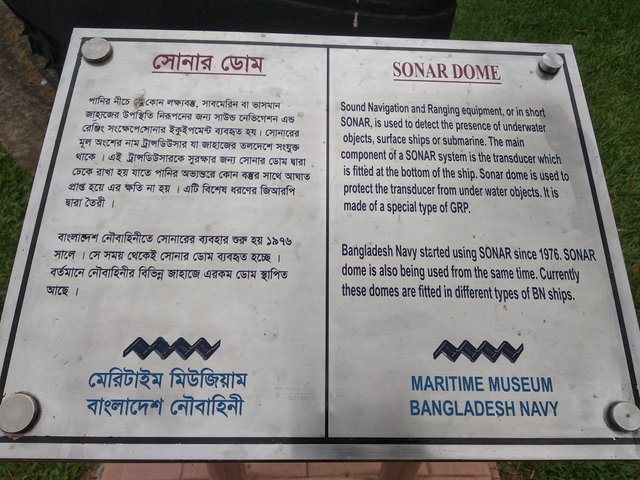 সোনার ডোম
পানির নীচে যে কোন লক্ষ্যবস্তু, সাবমেরিন বা ভাসমান
জাহাজের উপস্থিতি নিরূপনের জন্য সাউন্ড নেভিগেশন এন্ড
রেঞ্জিং সংক্ষেপেসোনার ইকুইপমেন্ট ব্যবহৃত হয়। সোনারের
মূল অংশের নাম ট্রান্সডিউসার যা জাহাজের তলদেশে সংযুক্ত
থাকে । এই ট্রান্সডিউসারকে সুরক্ষার জন্য সোনার ডোম দ্বারা
ঢেকে রাখা হয় যাতে পানির অভ্যন্তরে কোন বস্তুর সাথে আঘাত
প্রাপ্ত হয়ে এর ক্ষতি না হয় । এটি বিশেষ ধরণের জিআরপি
দ্বারা তৈরী ।
বাংলাদেশ নৌবাহিনীতে সোনারের ব্যবহার শুরু হয় ১৯৭৬
সালে । সে সময় থেকেই সোনার ডোম ব্যবহৃত হচ্ছে ।
বর্তমানে নৌবাহিনীর বিভিন্ন জাহাজে এরকম ডোম স্থাপিত
আছে ।
মেরিটাইম মিউজিয়াম
বাংলাদেশ নৌবাহিনী
SONAR DOME
Sound Navigation and Ranging equipment, or in short
SONAR, is used to detect the presence of underwater
objects, surface ships or submarine. The main
component of a SONAR system is the transducer which
is fitted at the bottom of the ship. Sonar dome is used to
protect the transducer from under water objects. It is
made of a special type of GRP.
Bangladesh Navy started using SONAR since 1976. SONAR
dome is also being used from the same time. Currently
these domes are fitted in different types of BN ships.
MARITIME MUSEUM
BANGLADESH NAVY